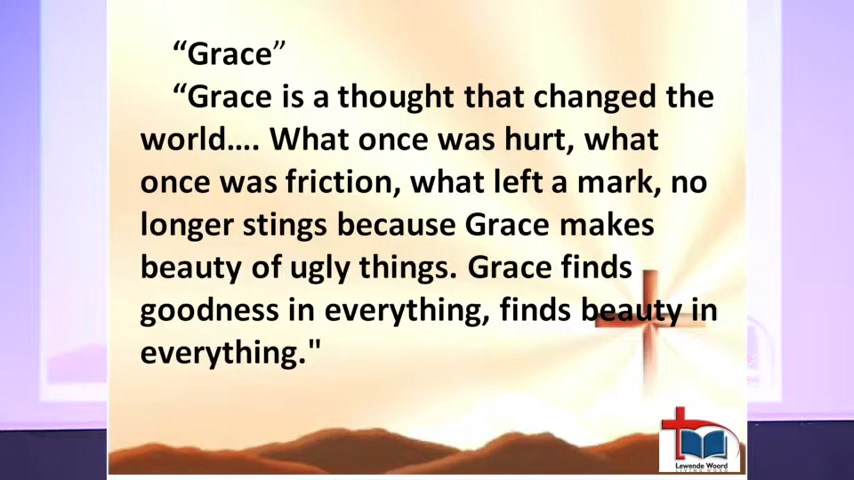 “Grace”
“Grace is a thought that changed the
world…. What once was hurt, what
once was friction, what left a mark, no
longer stings because Grace makes
beauty of ugly things. Grace finds
goodness in everything, finds beauty in
everything."
Lewende Woord
LIVING WORD